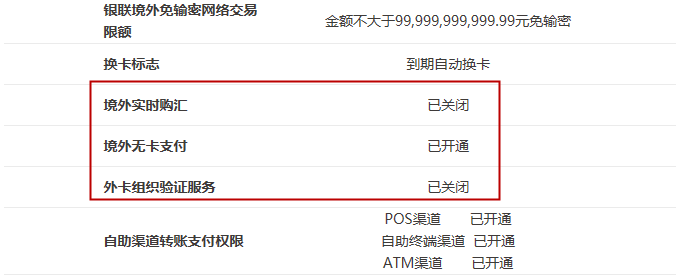 银联境外免输密网络交易
限额
金额不大于99,999,999,999.99元免输密
换卡标志 到期自动换卡
境外实时购汇 已关闭
境外无卡支付 已开通
外卡组织验证服务 已关闭
POS渠道 已开通
自助渠道转账支付权限 自助终端渠道 已开通
ATM渠道 已开通